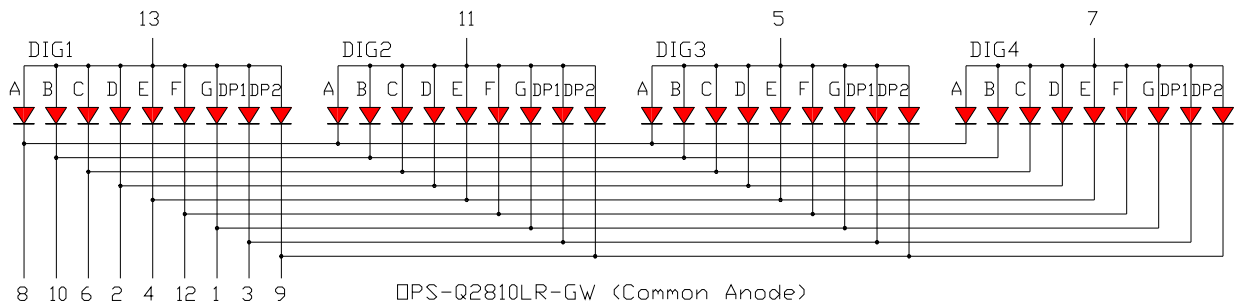 13 11 5 7
DIG1 DIG2 DIG3 DIG4
A B C D E F G DP1 DP2 A B C D E F G DP1 DP2 A B C D E F G DP1 DP2 A B C D E F G DP1 DP2
8 10 6 2 4 12 1 3 9 PS-Q2810LR-GW (Common Anode)